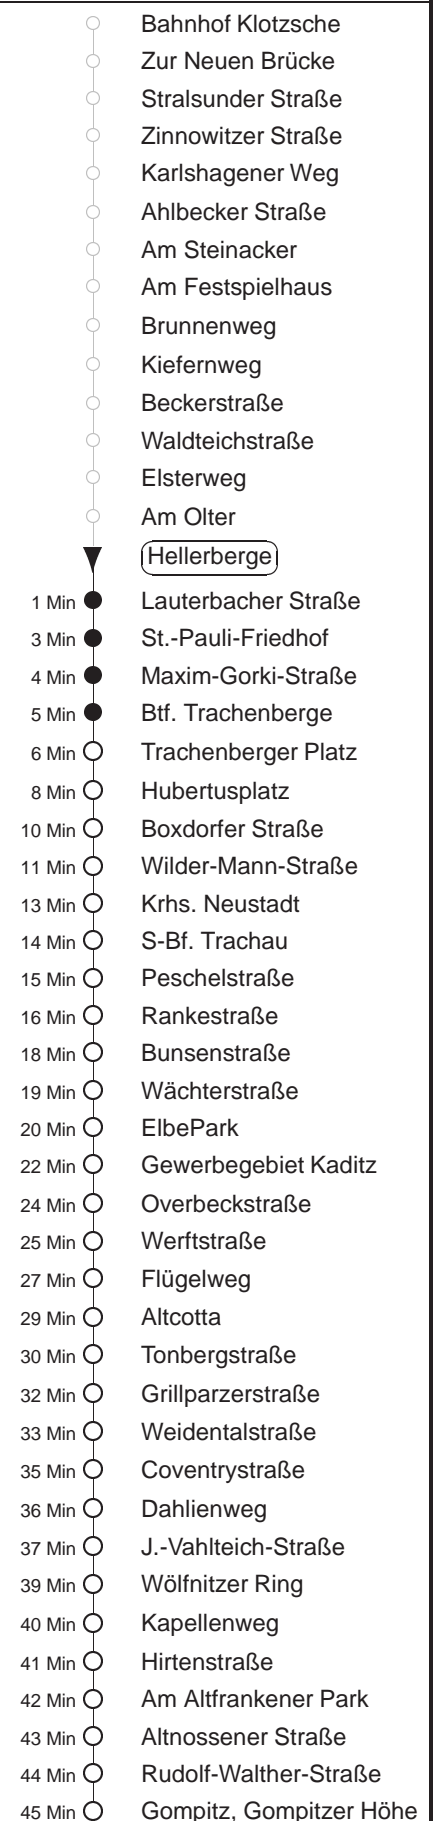 Bahnhof Klotzsche
Zur Neuen Brücke
Stralsunder Straße
Zinnowitzer Straße
Karlshagener Weg
Ahlbecker Straße
Am Steinacker
Am Festspielhaus
Brunnenweg
Kiefernweg
Beckerstraße
Waldteichstraße
Elsterweg
Am Olter
Hellerberge
1 Min Lauterbacher Straße
3 Min St.-Pauli-Friedhof
4 Min Maxim-Gorki-Straße
5 Min Btf. Trachenberge
6 Min Trachenberger Platz
8 Min Hubertusplatz
10 Min Boxdorfer Straße
11 Min Wilder-Mann-Straße
13 Min Krhs. Neustadt
14 Min S-Bf. Trachau
15 Min Peschelstraße
16 Min Rankestraße
18 Min Bunsenstraße
19 Min Wächterstraße
20 Min ElbePark
22 Min Gewerbegebiet Kaditz
24 Min Overbeckstraße
25 Min Werftstraße
27 Min Flügelweg
29 Min Altcotta
30 Min Tonbergstraße
32 Min Grillparzerstraße
33 Min Weidentalstraße
35 Min Coventrystraße
36 Min Dahlienweg
37 Min J.-Vahlteich-Straße
39 Min Wölfnitzer Ring
40 Min Kapellenweg
41 Min Hirtenstraße
42 Min Am Altfrankener Park
43 Min Altnossener Straße
44 Min Rudolf-Walther-Straße
45 Min Gompitz, Gompitzer Höhe